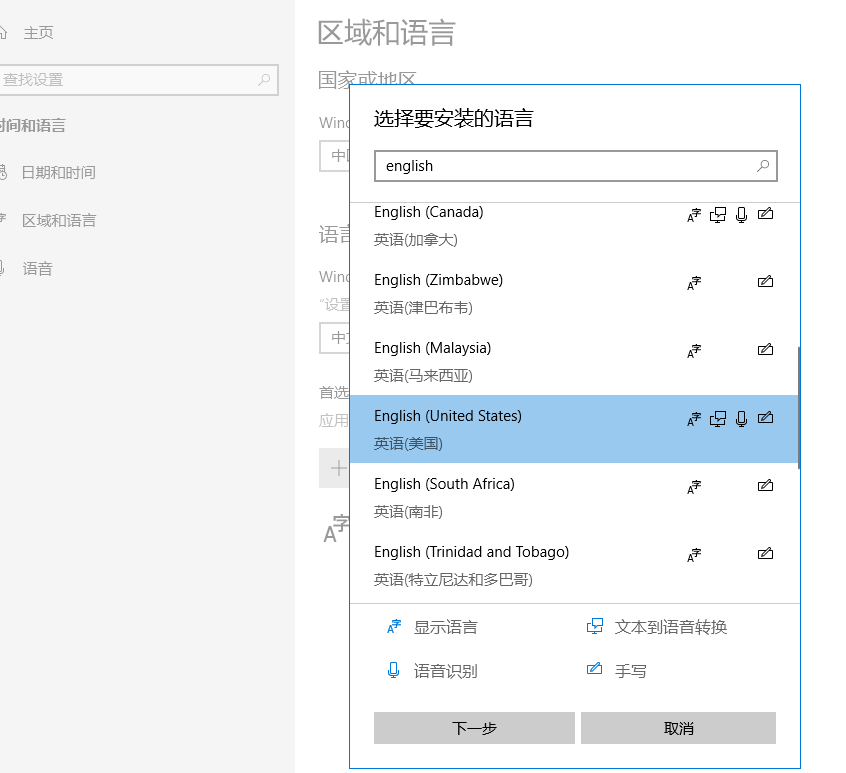 主页
查找设置
时间和语言
日期和时间
区域和语言
语音
区域和语言
国家或地区
Wind
中国
语言
Wind
“设置
中文
首选
应用
选择要安装的语言
english
English (Canada)
英语(加拿大)
English (Zimbabwe)
英语(津巴布韦)
English (Malaysia)
英语(马来西亚)
English (United States)
英语(美国)
English (South Africa)
英语(南非)
English (Trinidad and Tobago)
英语(特立尼达和多巴哥)
显示语言
文本到语音转换
语音识别
手写
下一步
取消